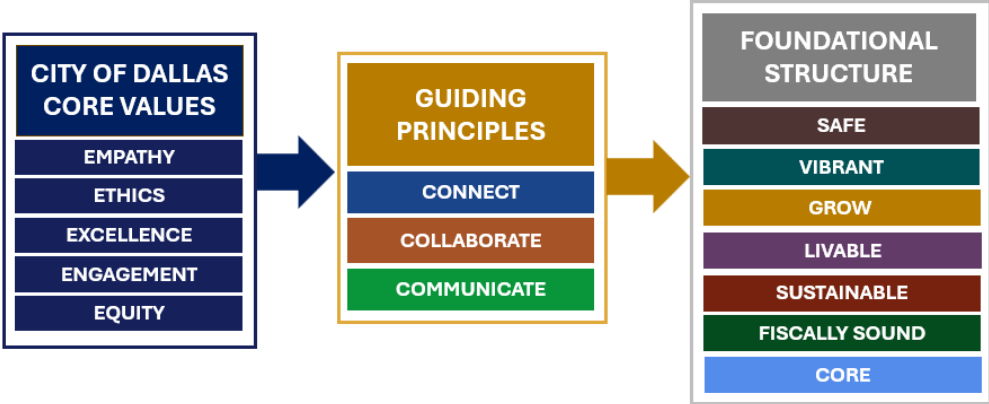 CITY OF DALLAS
CORE VALUES
EMPATHY
ETHICS
EXCELLENCE
ENGAGEMENT
EQUITY
GUIDING
PRINCIPLES
CONNECT
COLLABORATE
COMMUNICATE
FOUNDATIONAL
STRUCTURE
SAFE
VIBRANT
GROW
LIVABLE
SUSTAINABLE
FISCALLY SOUND
CORE